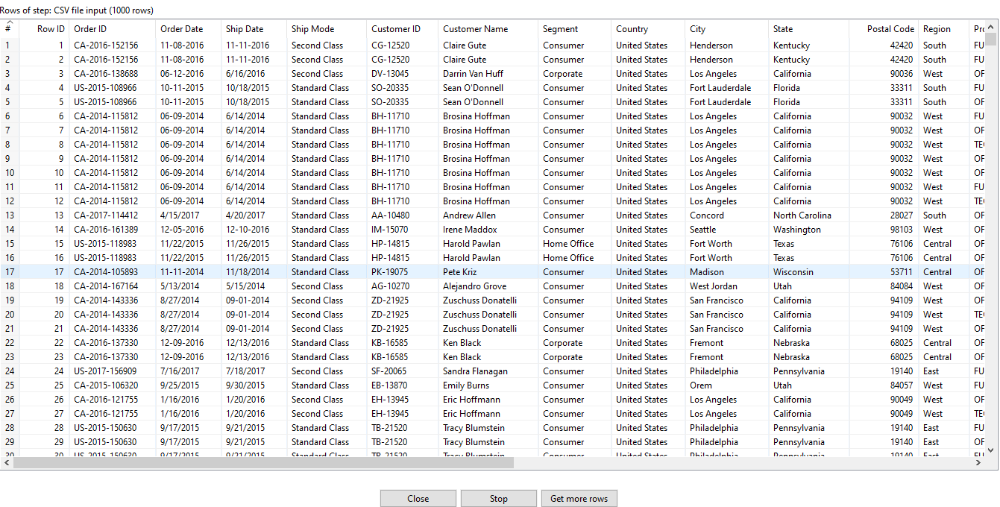 Rows of step: CSV file input (1000 rows)
# Row ID Order ID Order Date Ship Date Ship Mode Customer ID Customer Name Segment Country City State Postal Code Region Pro
1 1 CA-2016-152156 11-08-2016 11-11-2016 Second Class CG-12520 Claire Gute Consumer United States Henderson Kentucky 42420 South FU
2 2 CA-2016-152156 11-08-2016 11-11-2016 Second Class CG-12520 Claire Gute Consumer United States Henderson Kentucky 42420 South FU
3 3 CA-2016-138688 06-12-2016 6/16/2016 Second Class DV-13045 Darrin Van Huff Corporate United States Los Angeles California 90036 West OF
4 4 US-2015-108966 10-11-2015 10/18/2015 Standard Class SO-20335 Sean O'Donnell Consumer United States Fort Lauderdale Florida 33311 South FU
5 5 US-2015-108966 10-11-2015 10/18/2015 Standard Class SO-20335 Sean O'Donnell Consumer United States Fort Lauderdale Florida 33311 South OF
6 6 CA-2014-115812 06-09-2014 6/14/2014 Standard Class BH-11710 Brosina Hoffman Consumer United States Los Angeles California 90032 West FU
7 7 CA-2014-115812 06-09-2014 6/14/2014 Standard Class BH-11710 Brosina Hoffman Consumer United States Los Angeles California 90032 West OF
8 8 CA-2014-115812 06-09-2014 6/14/2014 Standard Class BH-11710 Brosina Hoffman Consumer United States Los Angeles California 90032 West TE
9 9 CA-2014-115812 06-09-2014 6/14/2014 Standard Class BH-11710 Brosina Hoffman Consumer United States Los Angeles California 90032 West OF
10 10 CA-2014-115812 06-09-2014 6/14/2014 Standard Class BH-11710 Brosina Hoffman Consumer United States Los Angeles California 90032 West OF
11 11 CA-2014-115812 06-09-2014 6/14/2014 Standard Class BH-11710 Brosina Hoffman Consumer United States Los Angeles California 90032 West FU
12 12 CA-2014-115812 06-09-2014 6/14/2014 Standard Class BH-11710 Brosina Hoffman Consumer United States Los Angeles California 90032 West TE
13 13 CA-2017-114412 4/15/2017 4/20/2017 Standard Class AA-10480 Andrew Allen Consumer United States Concord North Carolina 28027 South OF
14 14 CA-2016-161389 12-05-2016 12-10-2016 Standard Class IM-15070 Irene Maddox Consumer United States Seattle Washington 98103 West OF
15 15 US-2015-118983 11/22/2015 11/26/2015 Standard Class HP-14815 Harold Pawlan Home Office United States Fort Worth Texas 76106 Central OF
16 16 US-2015-118983 11/22/2015 11/26/2015 Standard Class HP-14815 Harold Pawlan Home Office United States Fort Worth Texas 76106 Central OF
17 17 CA-2014-105893 11-11-2014 11/18/2014 Standard Class PK-19075 Pete Kriz Consumer United States Madison Wisconsin 53711 Central OF
18 18 CA-2014-167164 5/13/2014 5/15/2014 Second Class AG-10270 Alejandro Grove Consumer United States West Jordan Utah 84084 West OF
19 19 CA-2014-143336 8/27/2014 09-01-2014 Second Class ZD-21925 Zuschuss Donatelli Consumer United States San Francisco California 94109 West OF
20 20 CA-2014-143336 8/27/2014 09-01-2014 Second Class ZD-21925 Zuschuss Donatelli Consumer United States San Francisco California 94109 West TE
21 21 CA-2014-143336 8/27/2014 09-01-2014 Second Class ZD-21925 Zuschuss Donatelli Consumer United States San Francisco California 94109 West OF
22 22 CA-2016-137330 12-09-2016 12/13/2016 Standard Class KB-16585 Ken Black Corporate United States Fremont Nebraska 68025 Central OF
23 23 CA-2016-137330 12-09-2016 12/13/2016 Standard Class KB-16585 Ken Black Corporate United States Fremont Nebraska 68025 Central OF
24 24 US-2017-156909 7/16/2017 7/18/2017 Second Class SF-20065 Sandra Flanagan Consumer United States Philadelphia Pennsylvania 19140 East FU
25 25 CA-2015-106320 9/25/2015 9/30/2015 Standard Class EB-13870 Emily Burns Consumer United States Orem Utah 84057 West FU
26 26 CA-2016-121755 1/16/2016 1/20/2016 Second Class EH-13945 Eric Hoffmann Consumer United States Los Angeles California 90049 West OF
27 27 CA-2016-121755 1/16/2016 1/20/2016 Second Class EH-13945 Eric Hoffmann Consumer United States Los Angeles California 90049 West TE
28 28 US-2015-150630 9/17/2015 9/21/2015 Standard Class TB-21520 Tracy Blumstein Consumer United States Philadelphia Pennsylvania 19140 East FU
29 29 US-2015-150630 9/17/2015 9/21/2015 Standard Class TB-21520 Tracy Blumstein Consumer United States Philadelphia Pennsylvania 19140 East OF
30 30 US-2015-150630 9/17/2015 9/21/2015 Standard Class TB-21520 Tracy Blumstein Consumer United States Philadelphia Pennsylvania 19140 East FU
Close Stop Get more rows